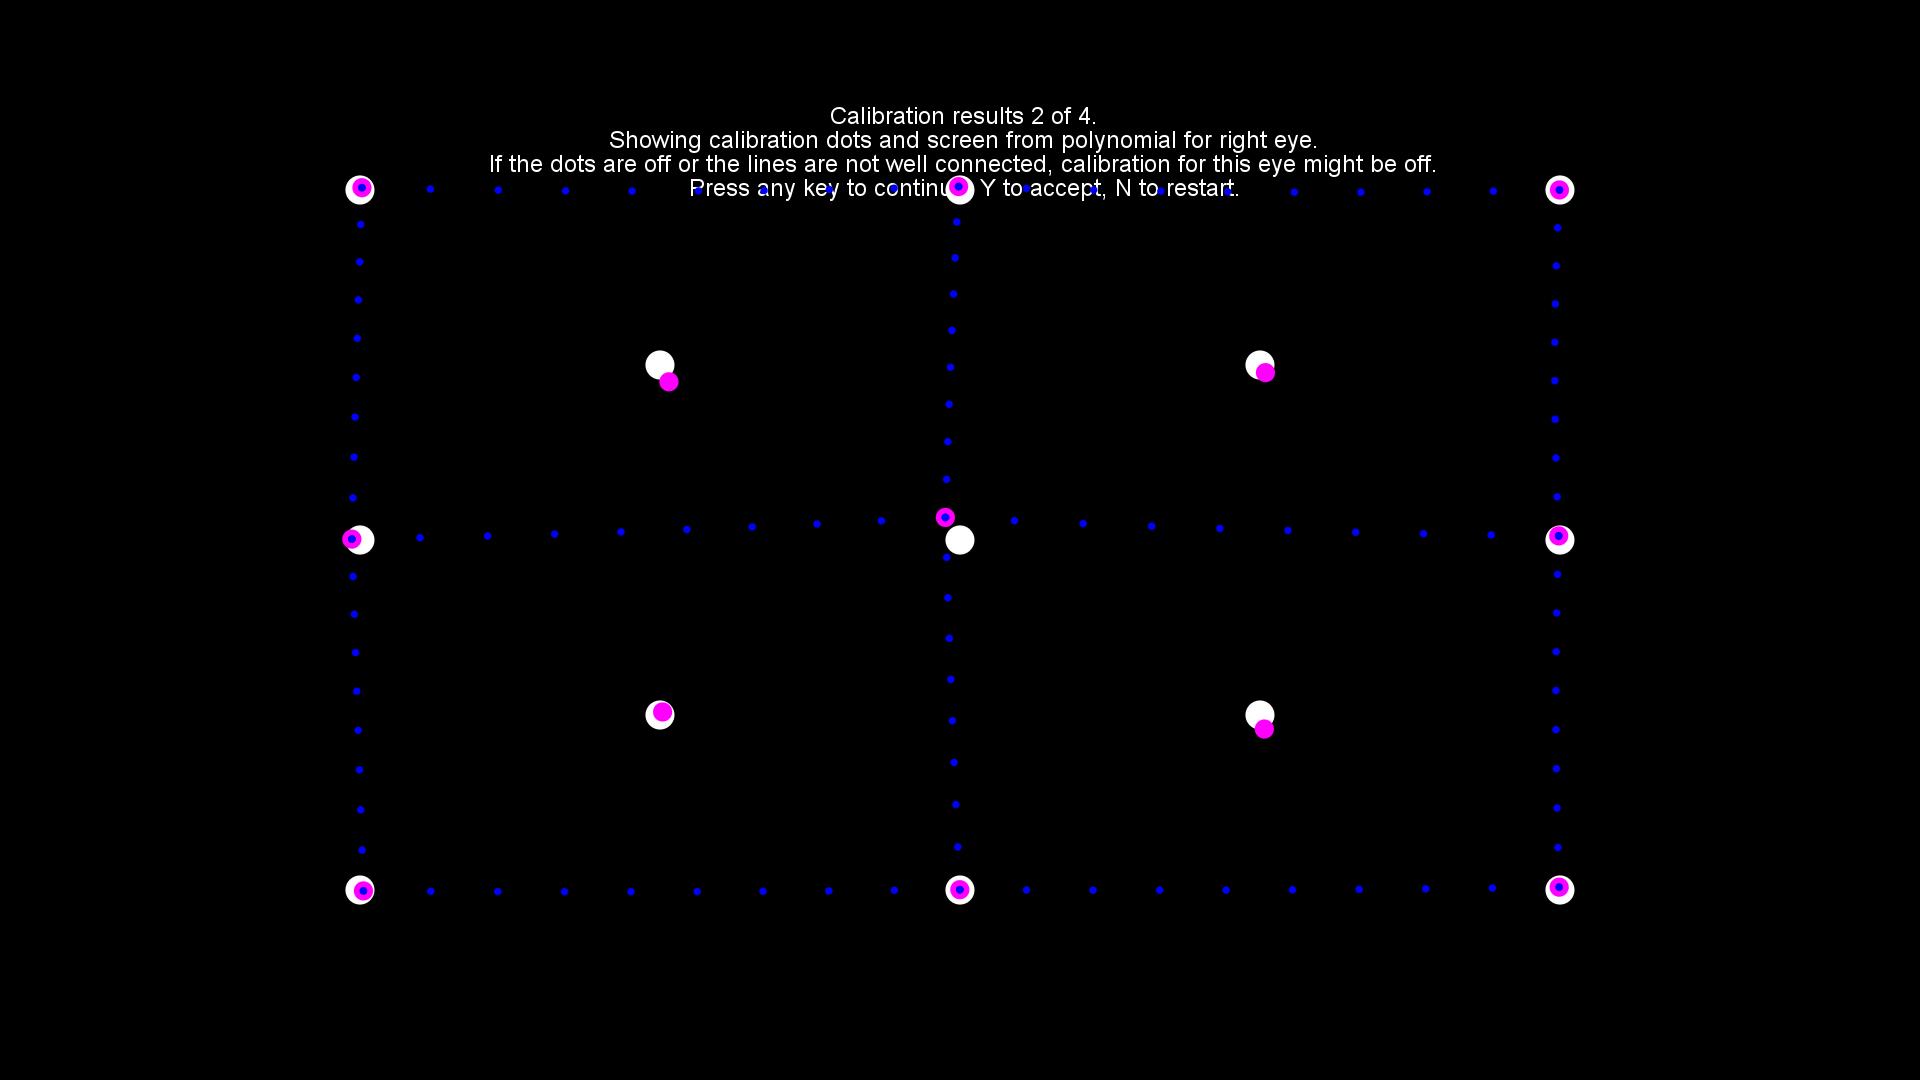 Calibration results 2 of 4.
Showing calibration dots and screen from polynomial for right eye.
If the dots are off or the lines are not well connected, calibration for this eye might be off.
Press any key to continue, Y to accept, N to restart.